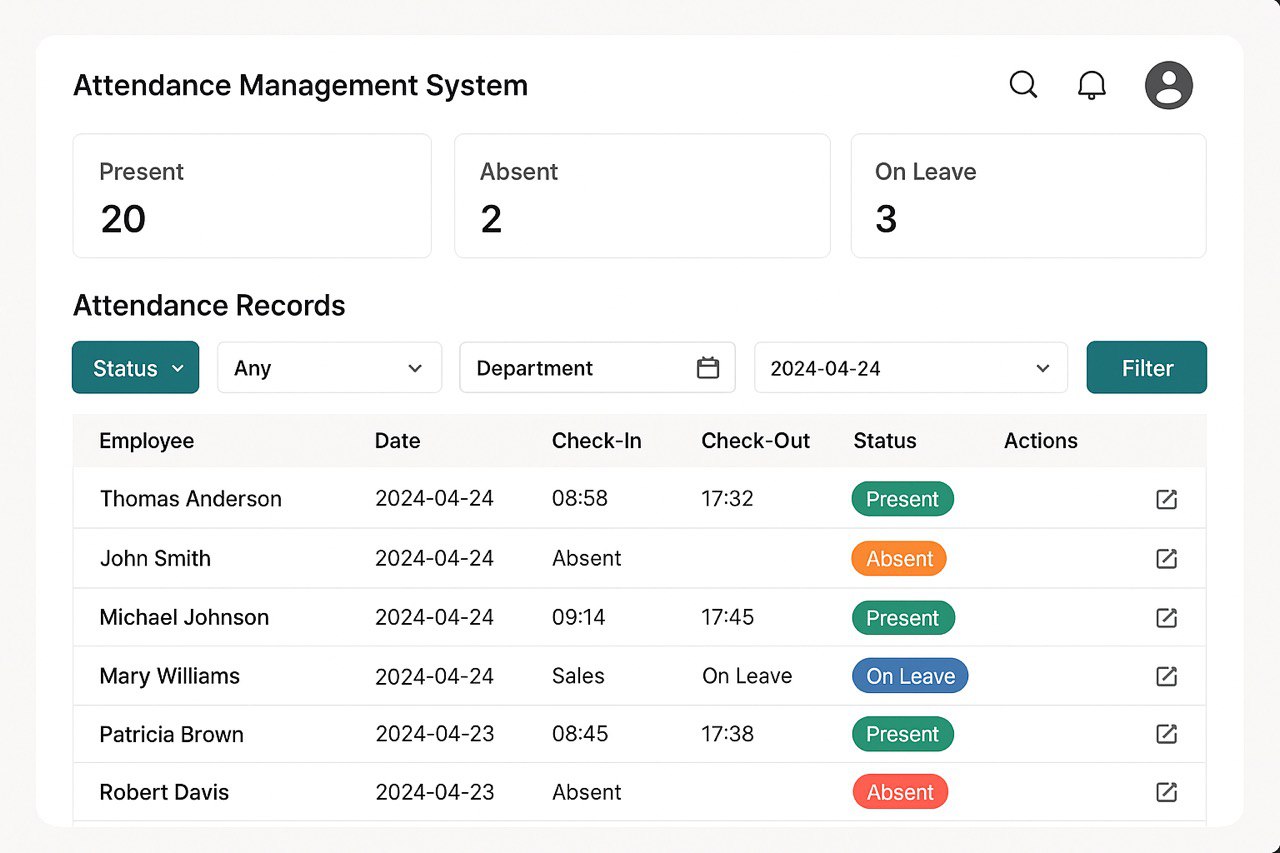 Attendance Management System
Present Absent On Leave
20 2 3
Attendance Records
Status Any Department 2024-04-24 Filter
Employee Date Check-In Check-Out Status Actions
Thomas Anderson 2024-04-24 08:58 17:32 Present
John Smith 2024-04-24 Absent Absent
Michael Johnson 2024-04-24 09:14 17:45 Present
Mary Williams 2024-04-24 Sales On Leave On Leave
Patricia Brown 2024-04-23 08:45 17:38 Present
Robert Davis 2024-04-23 Absent Absent